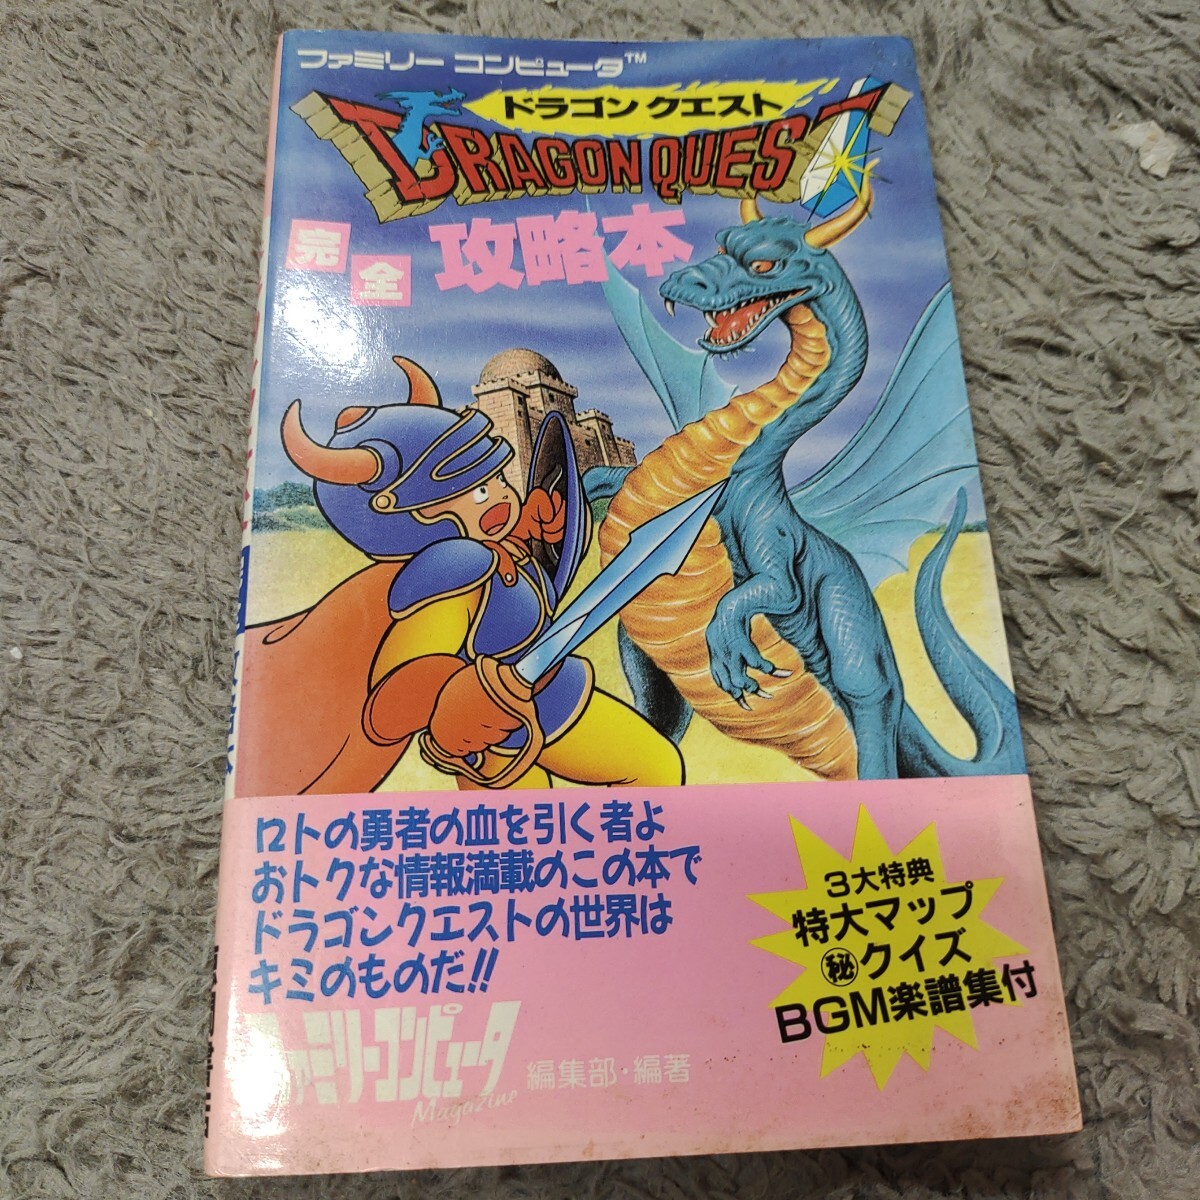 ファミリー コンピュータ™
ドラゴン クエスト
DRAGON QUEST
完全 攻略本
ロトの勇者の血を引く者よ
おトクな情報満載のこの本で
ドラゴンクエストの世界は
キミのものだ!!
3大特典
特大マップ
㊙クイズ
BGM楽譜集付
ファミリーコンピュータ
Magazine
編集部・編著